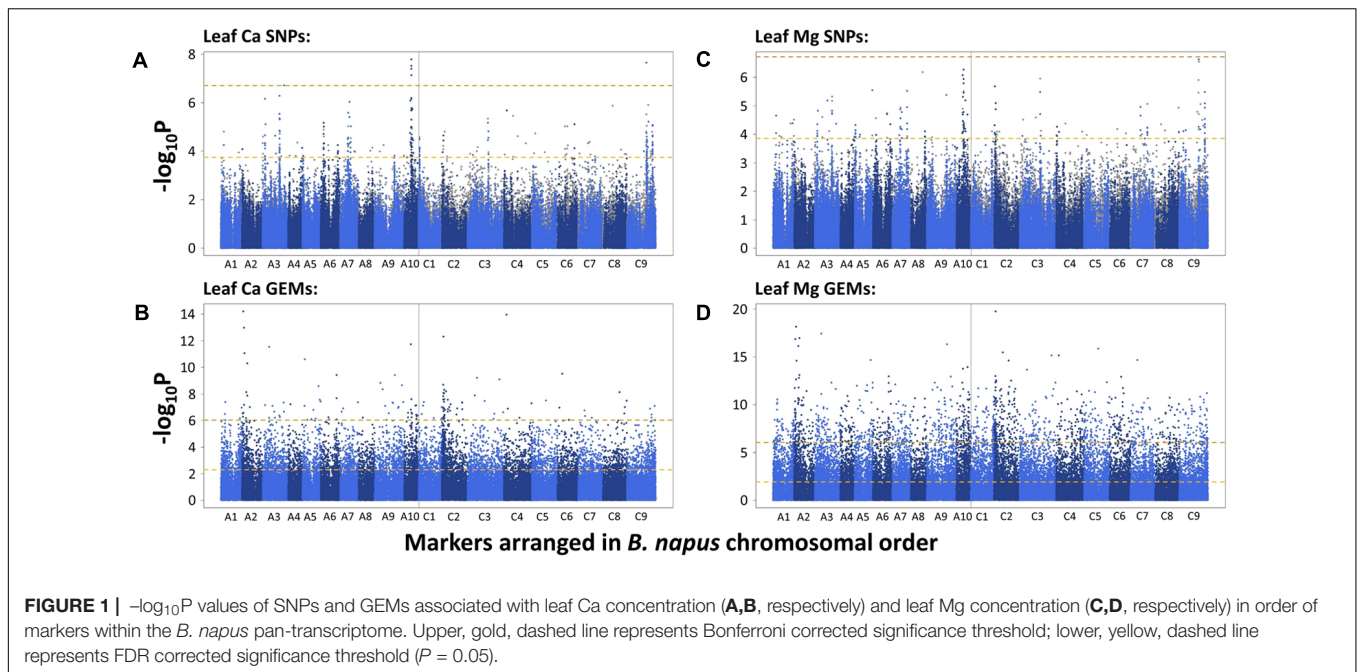 Leaf Ca SNPs:
A
8
6
4
2
0
-log10P
A1 A2 A3 A4 A5 A6 A7 A8 A9 A10 C1 C2 C3 C4 C5 C6 C7 C8 C9
Leaf Mg SNPs:
C
6
5
4
3
2
1
0
A1 A2 A3 A4 A5 A6 A7 A8 A9 A10 C1 C2 C3 C4 C5 C6 C7 C8 C9
Leaf Ca GEMs:
B
14
12
10
8
6
4
2
0
-log10P
A1 A2 A3 A4 A5 A6 A7 A8 A9 A10 C1 C2 C3 C4 C5 C6 C7 C8 C9
Leaf Mg GEMs:
D
20
15
10
5
0
A1 A2 A3 A4 A5 A6 A7 A8 A9 A10 C1 C2 C3 C4 C5 C6 C7 C8 C9
Markers arranged in B. napus chromosomal order
FIGURE 1 | –log10P values of SNPs and GEMs associated with leaf Ca concentration (A,B, respectively) and leaf Mg concentration (C,D, respectively) in order of
markers within the B. napus pan-transcriptome. Upper, gold, dashed line represents Bonferroni corrected significance threshold; lower, yellow, dashed line
represents FDR corrected significance threshold (P = 0.05).